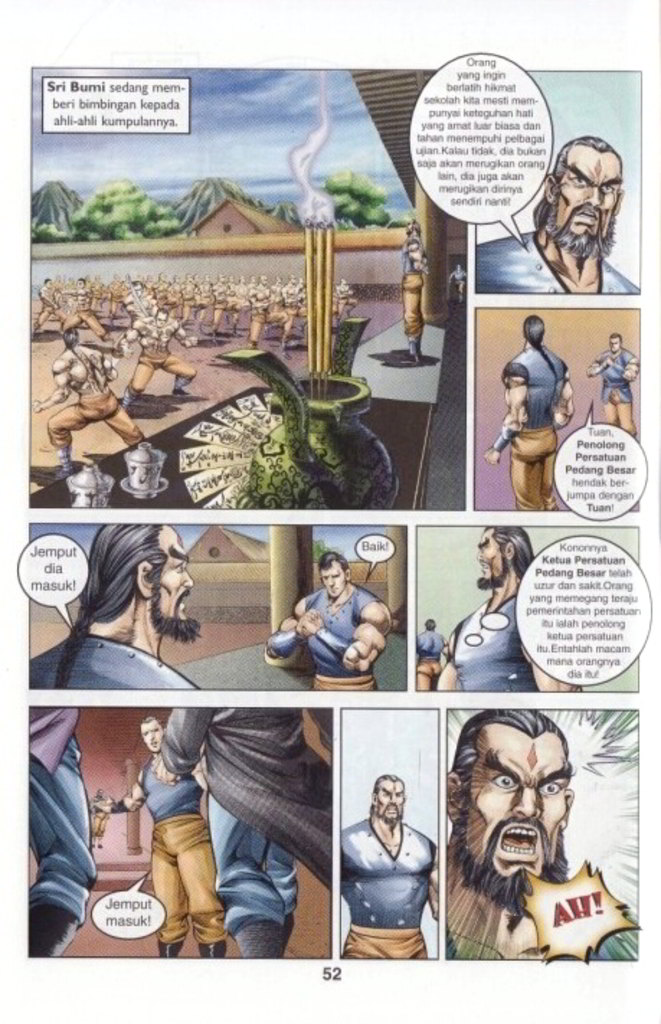 Sri Bumi sedang mem-
beri bimbingan kepada
ahli-ahli kumpulannya.
Orang
yang ingin
berlatih hikmat
sekolah kita mesti mem-
punyai keteguhan hati
yang amat luar biasa dan
tahan menempuhi pelbagai
ujian.Kalau tidak, dia bukan
saja akan merugikan orang
lain, dia juga akan
merugikan dirinya
sendiri nanti!
Tuan,
Penolong
Persatuan
Pedang Besar
hendak ber-
jumpa dengan
Tuan!
Jemput
dia
masuk!
Baik!
Kononnya
Ketua Persatuan
Pedang Besar telah
uzur dan sakit.Orang
yang memegang teraju
pemerintahan persatuan
itu ialah penolong
ketua persatuan
itu.Entahlah macam
mana orangnya
dia itu!
Jemput
masuk!
AH!
52